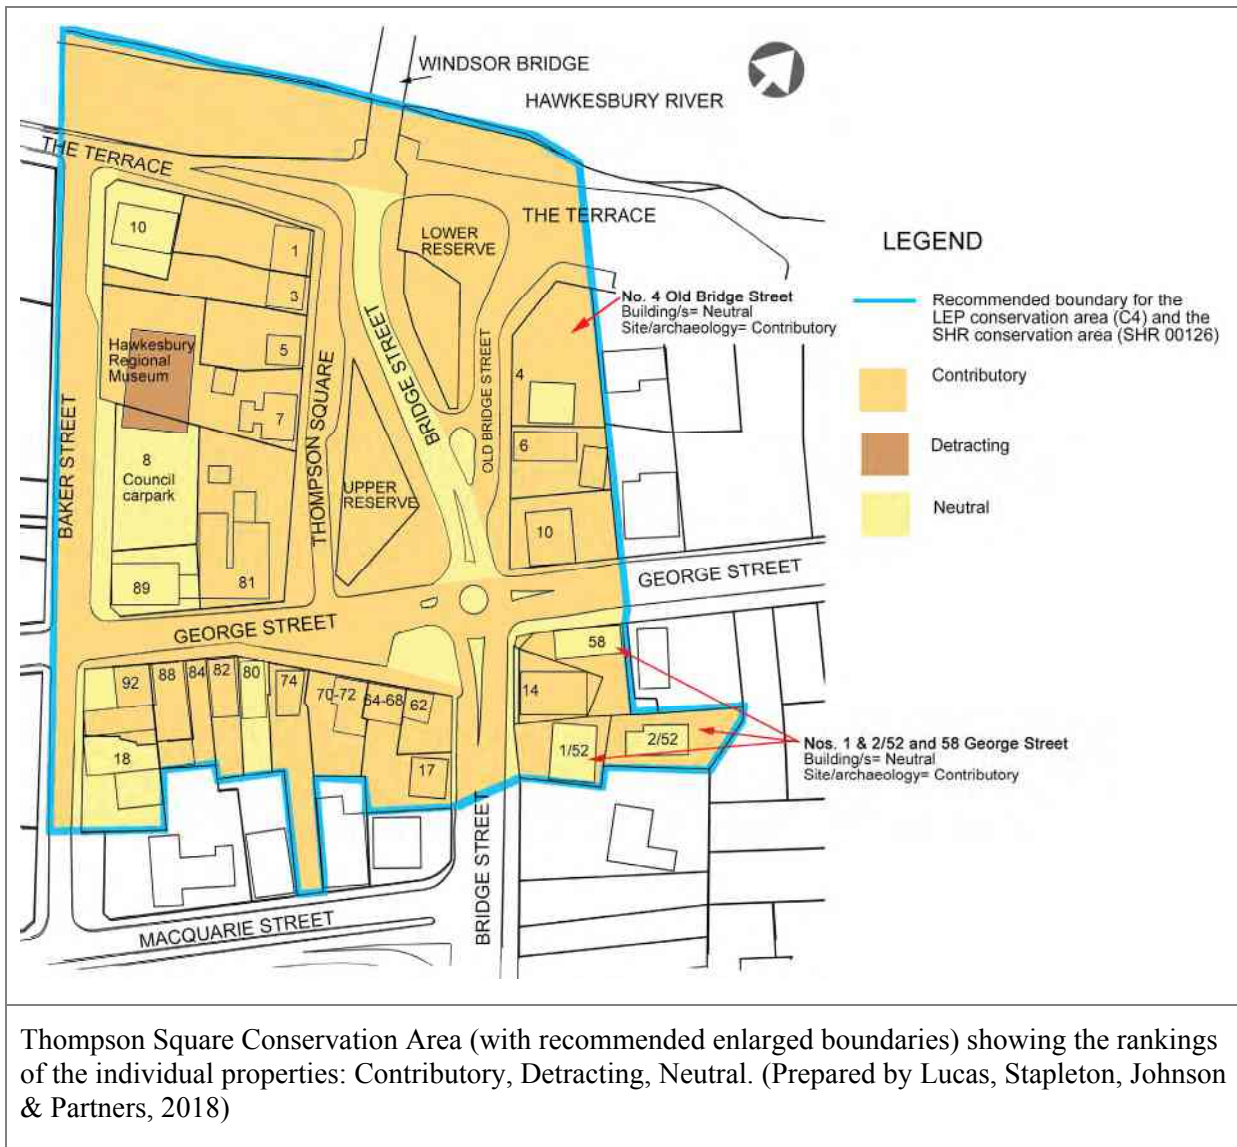 WINDSOR BRIDGE
HAWKESBURY RIVER
THE TERRACE
THE TERRACE
10
1
LOWER
RESERVE
3
LEGEND
No. 4 Old Bridge Street
Building/s= Neutral
Site/archaeology= Contributory
Recommended boundary for the
LEP conservation area (C4) and the
SHR conservation area (SHR 00126)
Hawkesbury
Regional
Museum
5
BRIDGE STREET
OLD BRIDGE STREET
4
Contributory
7
THOMPSON SQUARE
6
Detracting
BAKER STREET
8
Council
carpark
UPPER
RESERVE
Neutral
10
89
81
GEORGE STREET
GEORGE STREET
58
92
88
84
82
80
74
70-72
64-68
62
14
18
17
1/52
2/52
Nos. 1 & 2/52 and 58 George Street
Building/s= Neutral
Site/archaeology= Contributory
BRIDGE STREET
MACQUARIE STREET
Thompson Square Conservation Area (with recommended enlarged boundaries) showing the rankings
of the individual properties: Contributory, Detracting, Neutral. (Prepared by Lucas, Stapleton, Johnson
& Partners, 2018)